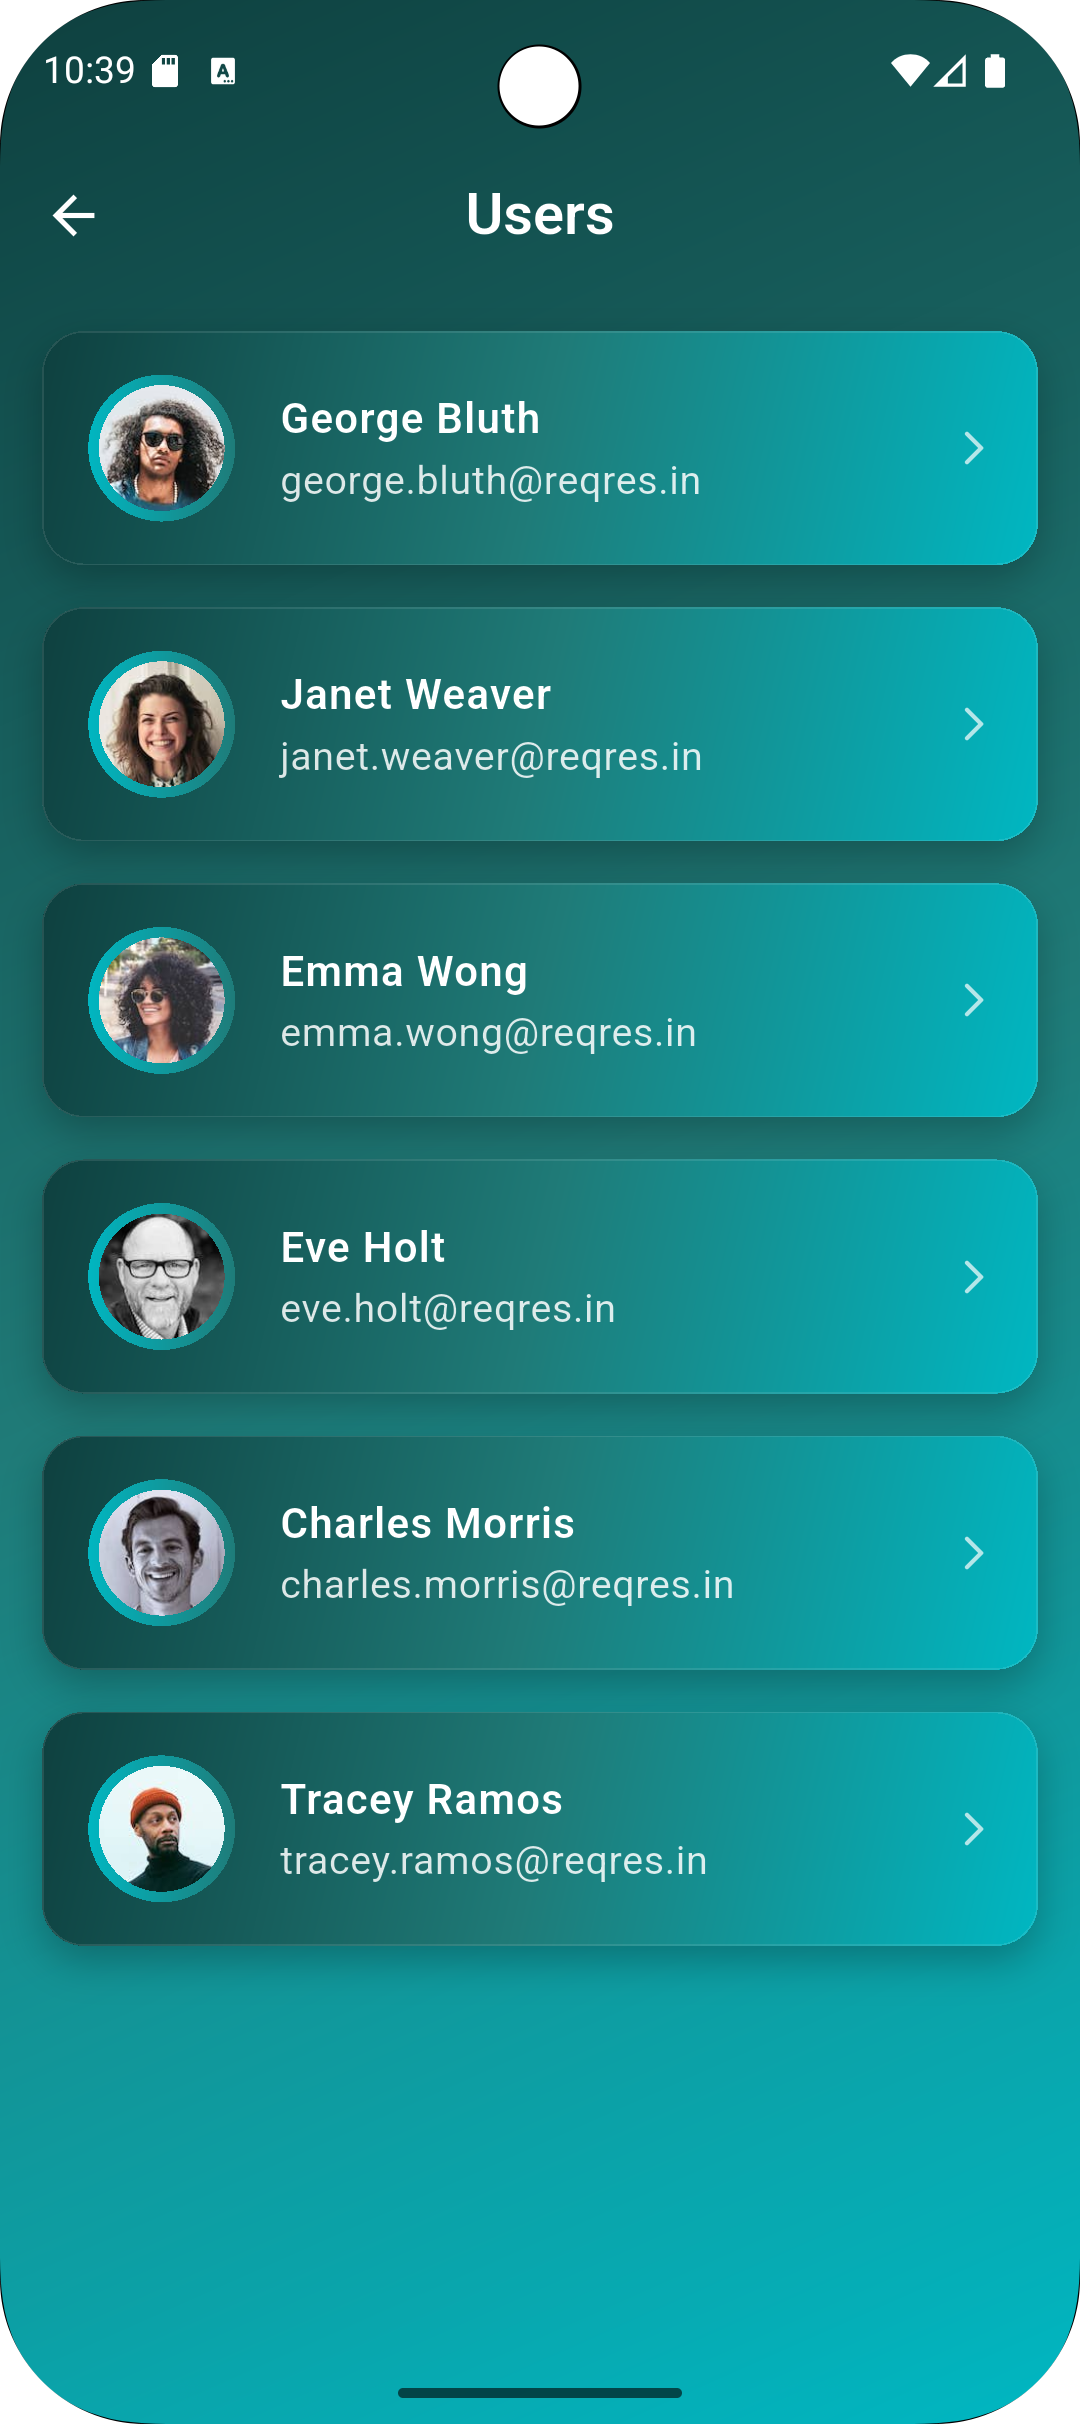 10:39
Users
George Bluth
george.bluth@reqres.in
Janet Weaver
janet.weaver@reqres.in
Emma Wong
emma.wong@reqres.in
Eve Holt
eve.holt@reqres.in
Charles Morris
charles.morris@reqres.in
Tracey Ramos
tracey.ramos@reqres.in